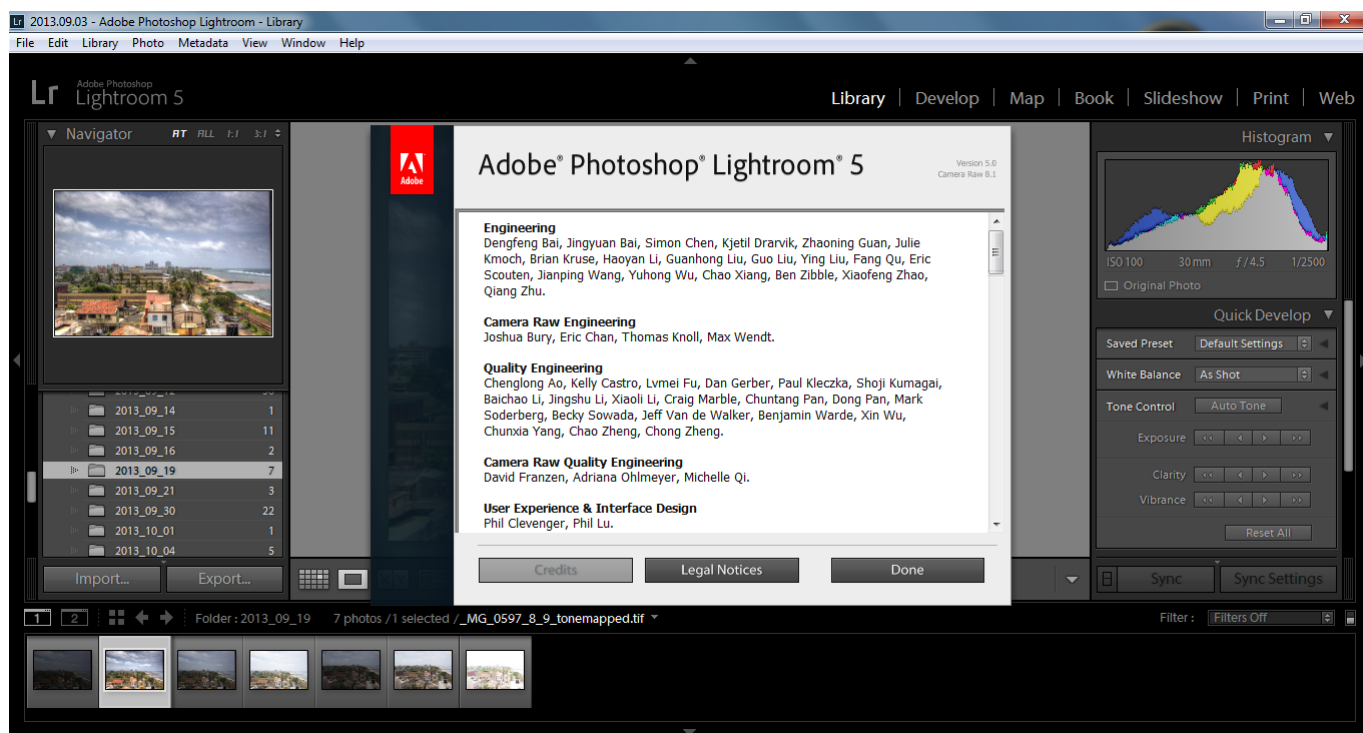 Lr 2013.09.03 - Adobe Photoshop Lightroom - Library
File Edit Library Photo Metadata View Window Help
Lr Adobe Photoshop
Lightroom 5
Library | Develop | Map | Book | Slideshow | Print | Web
Navigator FIT FILL 1:1 3:1
Adobe
Adobe® Photoshop® Lightroom® 5
Version 5.0
Camera Raw 8.1
Engineering
Dengfeng Bai, Jingyuan Bai, Simon Chen, Kjetil Drarvik, Zhaoning Guan, Julie
Kmoch, Brian Kruse, Haoyan Li, Guanhong Liu, Guo Liu, Ying Liu, Fang Qu, Eric
Scouten, Jianping Wang, Yuhong Wu, Chao Xiang, Ben Zibble, Xiaofeng Zhao,
Qiang Zhu.
Camera Raw Engineering
Joshua Bury, Eric Chan, Thomas Knoll, Max Wendt.
Quality Engineering
Chenglong Ao, Kelly Castro, Lvmei Fu, Dan Gerber, Paul Kleczka, Shoji Kumagai,
Baichao Li, Jingshu Li, Xiaoli Li, Craig Marble, Chuntang Pan, Dong Pan, Mark
Soderberg, Becky Sowada, Jeff Van de Walker, Benjamin Warde, Xin Wu,
Chunxia Yang, Chao Zheng, Chong Zheng.
Camera Raw Quality Engineering
David Franzen, Adriana Ohlmeyer, Michelle Qi.
User Experience & Interface Design
Phil Clevenger, Phil Lu.
Credits
Legal Notices
Done
Histogram
ISO 100 30 mm f / 4.5 1/2500
Original Photo
Quick Develop
Saved Preset Default Settings
White Balance As Shot
Tone Control Auto Tone
Exposure
Clarity
Vibrance
Reset All
2013_09_14 1
2013_09_15 11
2013_09_16 2
2013_09_19 7
2013_09_21 3
2013_09_30 22
2013_10_01 1
2013_10_04 5
Import... Export...
Sync Sync Settings
1 2 Folder : 2013_09_19 7 photos / 1 selected / _MG_0597_8_9_tonemapped.tif
Filter : Filters Off